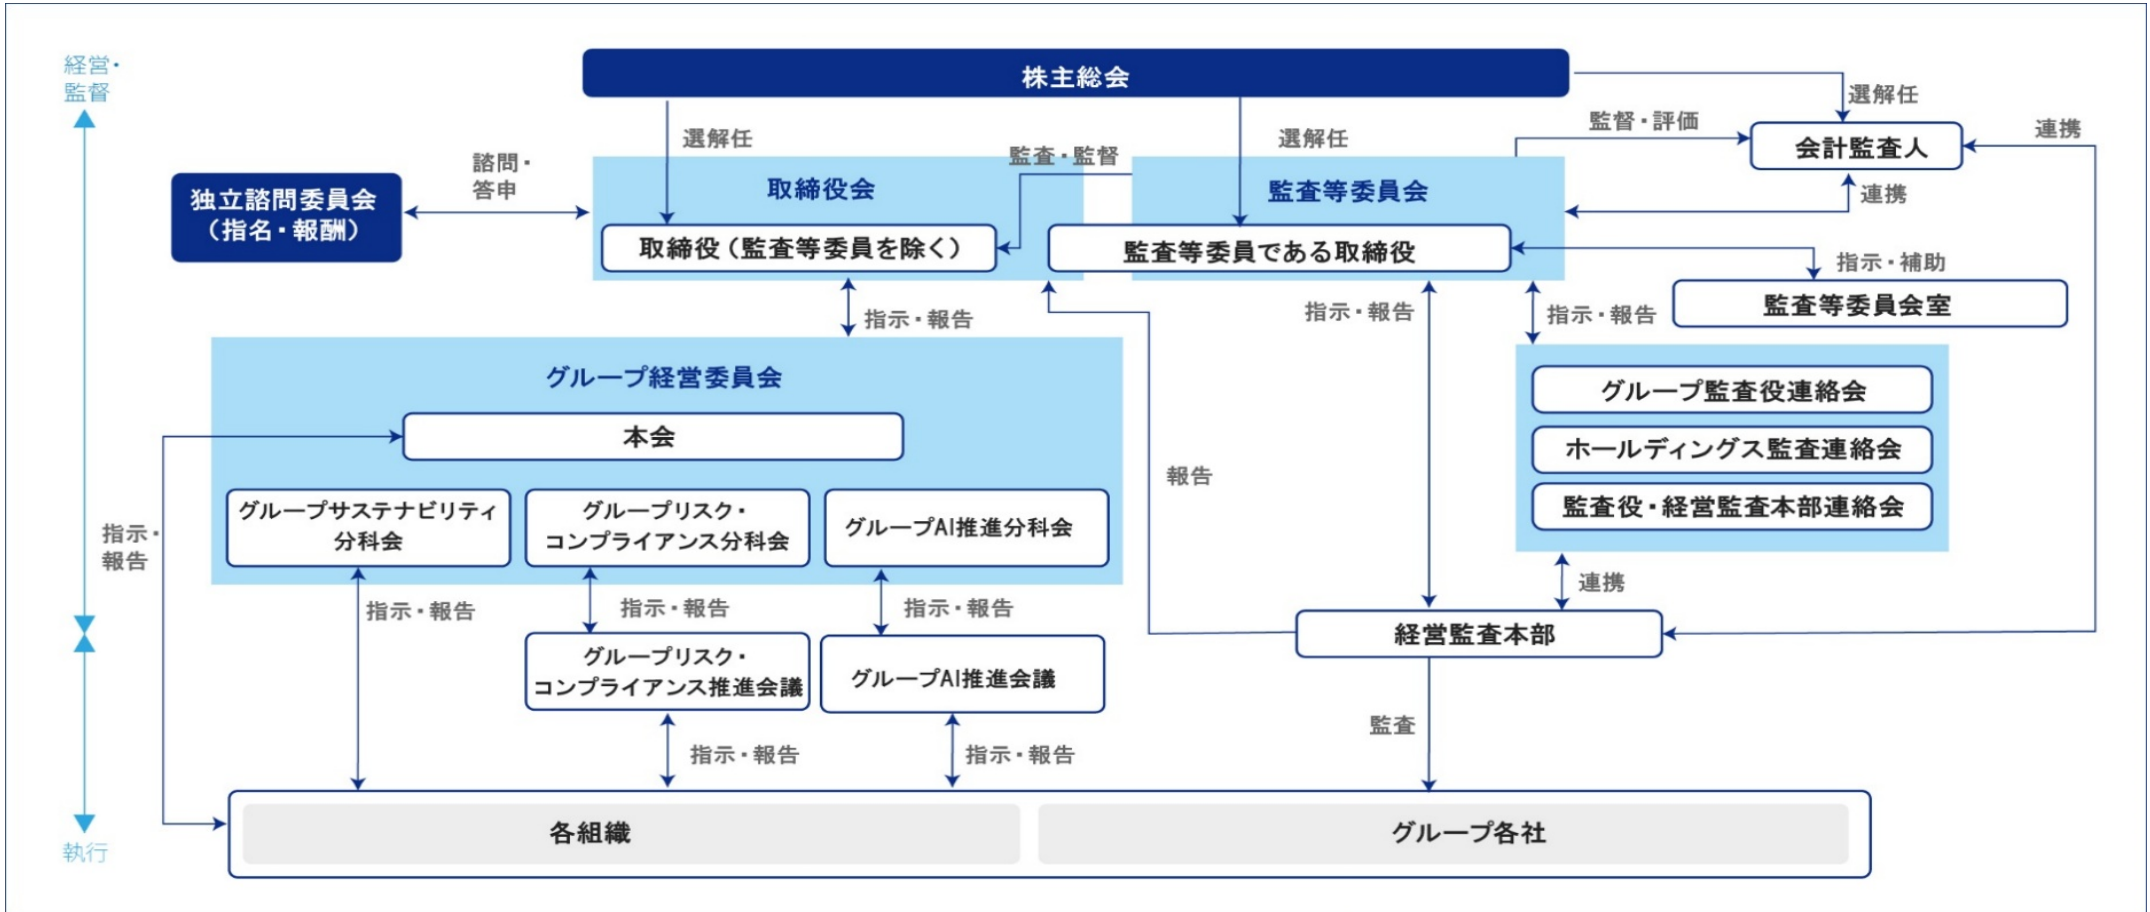 経営・
監督
株主総会
選解任
選解任
選解任
監督・評価
会計監査人
連携
諮問・
答申
監査・監督
独立諮問委員会
(指名・報酬)
取締役会
監査等委員会
連携
取締役(監査等委員を除く)
監査等委員である取締役
指示・補助
監査等委員会室
指示・報告
指示・報告
指示・報告
グループ経営委員会
本会
グループ監査役連絡会
ホールディングス監査連絡会
監査役・経営監査本部連絡会
報告
指示・
報告
グループサステナビリティ
分科会
グループリスク・
コンプライアンス分科会
グループAI推進分科会
連携
指示・報告
指示・報告
指示・報告
経営監査本部
グループリスク・
コンプライアンス推進会議
グループAI推進会議
監査
指示・報告
指示・報告
執行
各組織
グループ各社